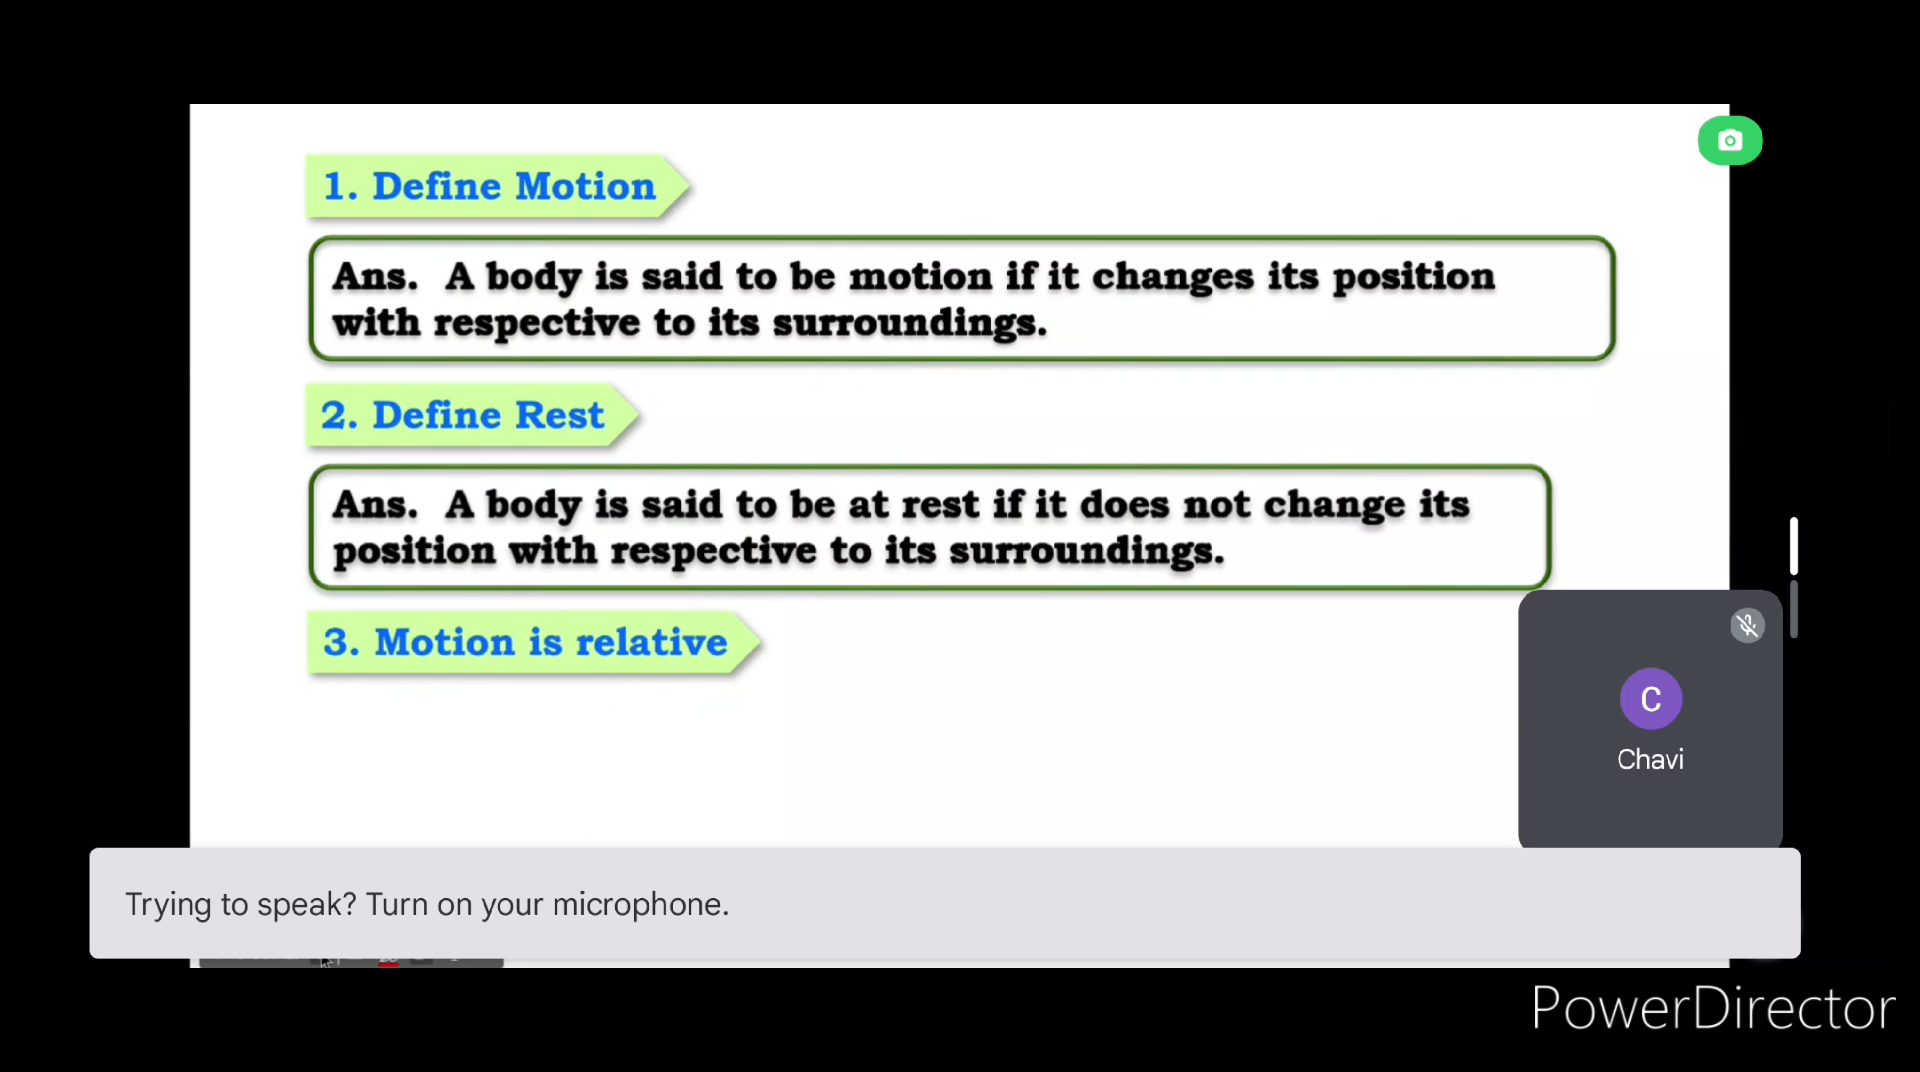 1. Define Motion
Ans. A body is said to be motion if it changes its position
with respective to its surroundings.
2. Define Rest
Ans. A body is said to be at rest if it does not change its
position with respective to its surroundings.
3. Motion is relative
C
Chavi
Trying to speak? Turn on your microphone.
PowerDirector